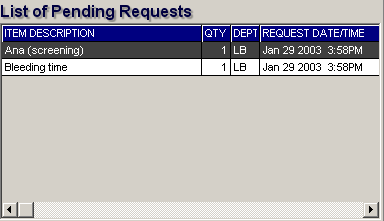 List of Pending Requests
ITEM DESCRIPTION QTY DEPT REQUEST DATE/TIME
Ana (screening) 1 LB Jan 29 2003 3:58PM
Bleeding time 1 LB Jan 29 2003 3:58PM